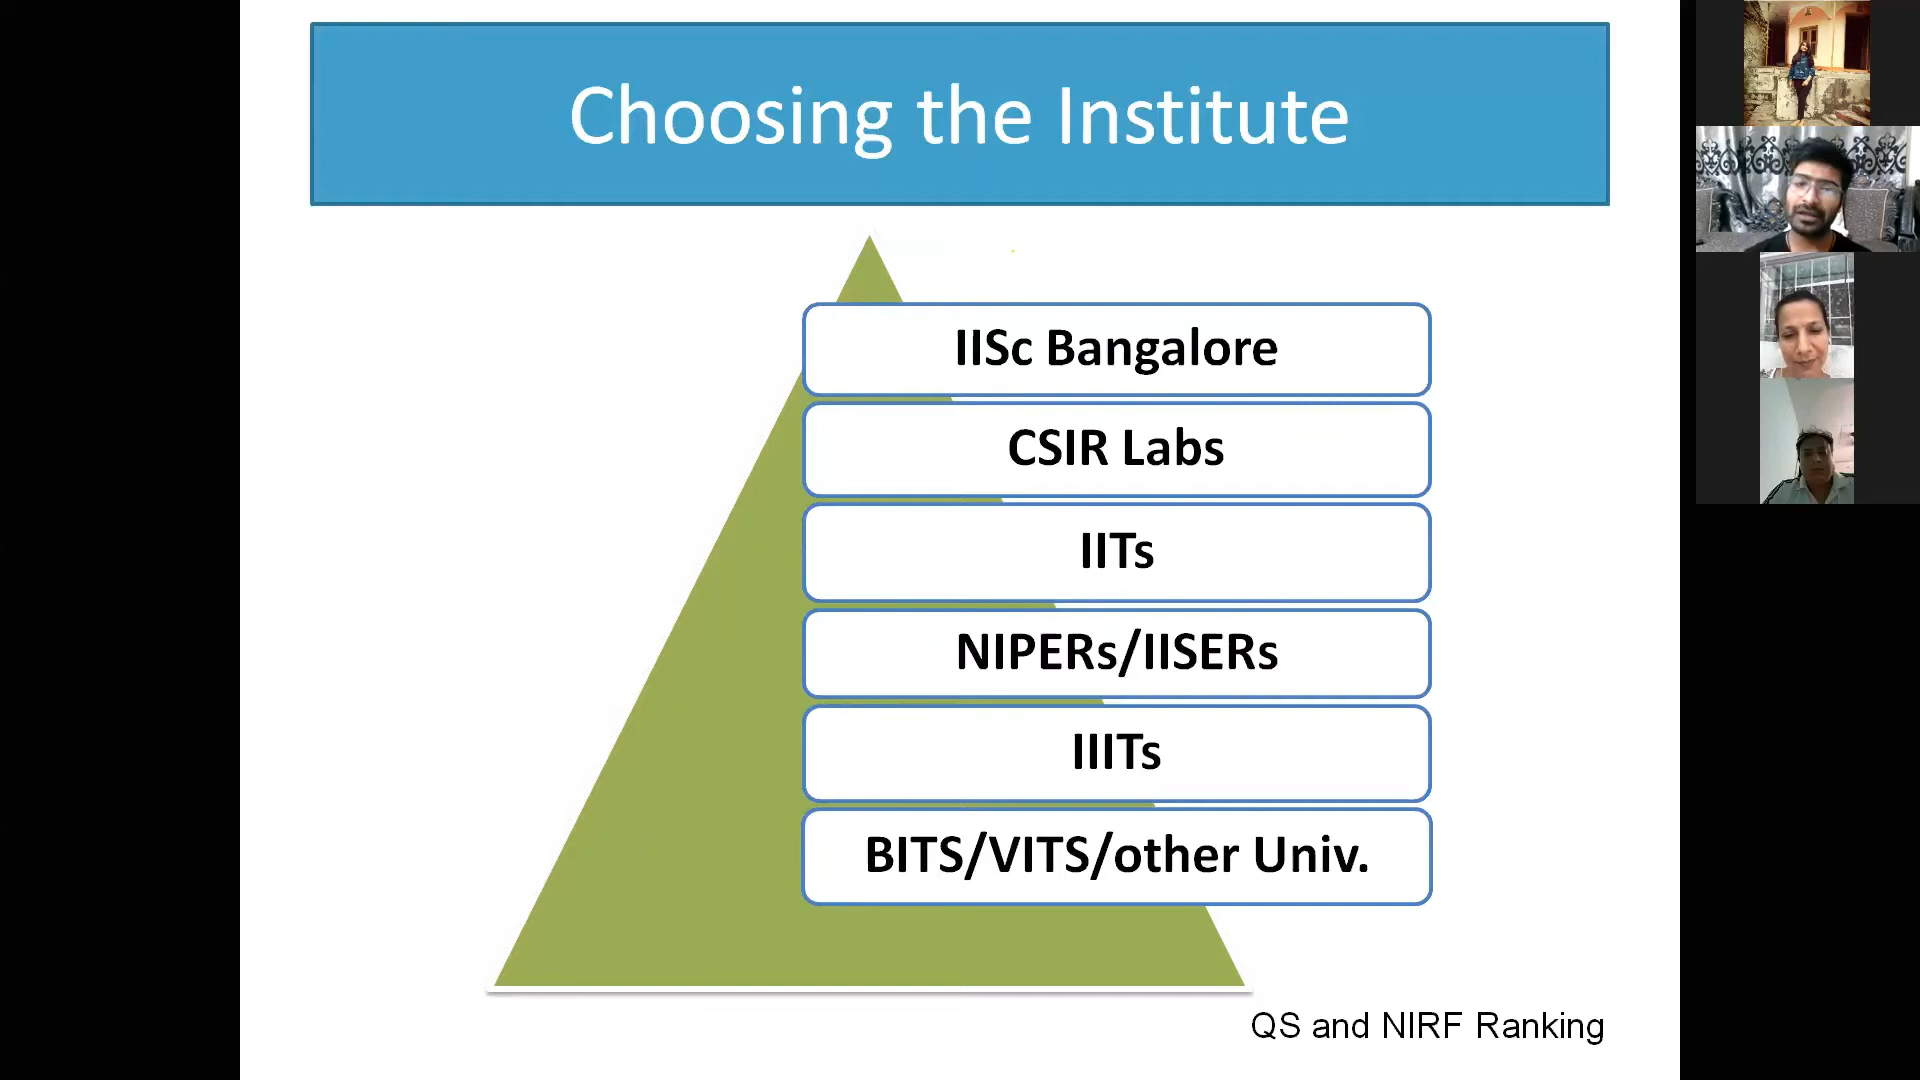 Choosing the Institute
IISc Bangalore
CSIR Labs
IITs
NIPERs/IISERs
IIITs
BITS/VITS/other Univ.
QS and NIRF Ranking